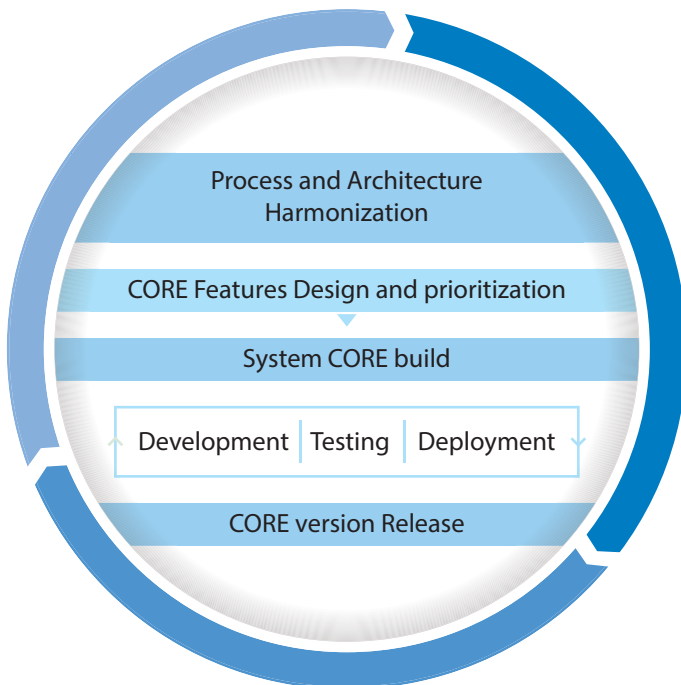 Process and Architecture
Harmonization
CORE Features Design and prioritization
System CORE build
Development Testing Deployment
CORE version Release